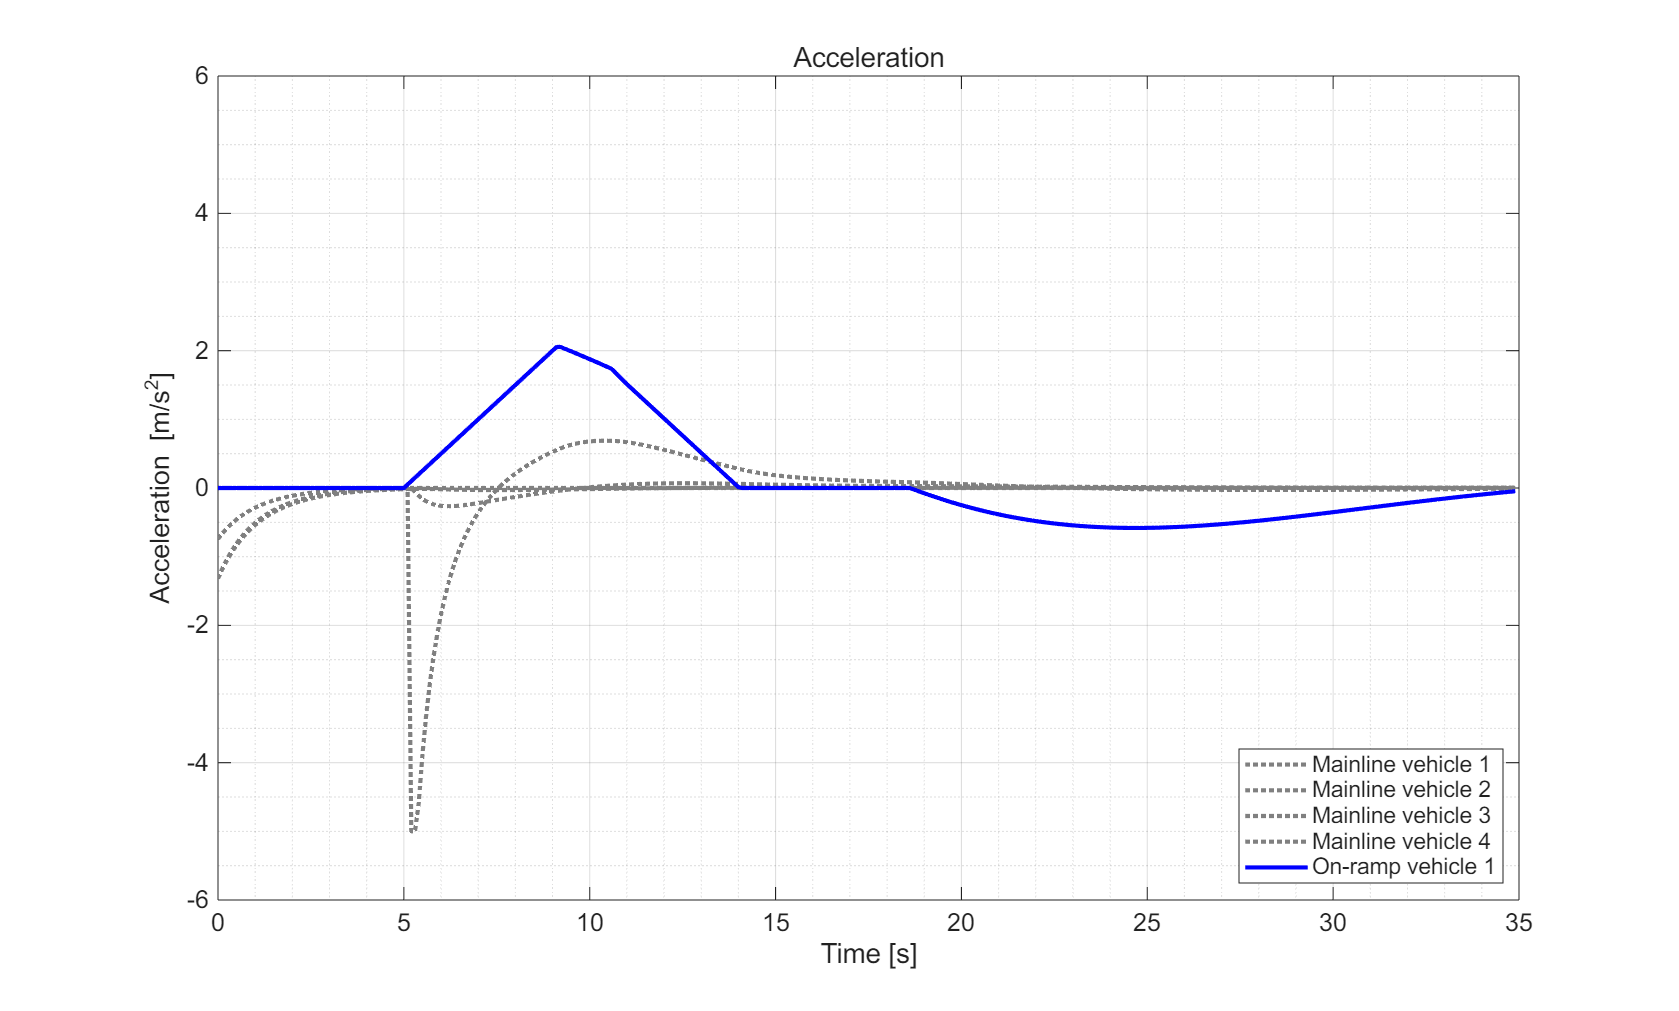 Acceleration
6
4
2
0
-2
-4
-6
Acceleration [m/s²]
0 5 10 15 20 25 30 35
Time [s]
Mainline vehicle 1
Mainline vehicle 2
Mainline vehicle 3
Mainline vehicle 4
On-ramp vehicle 1